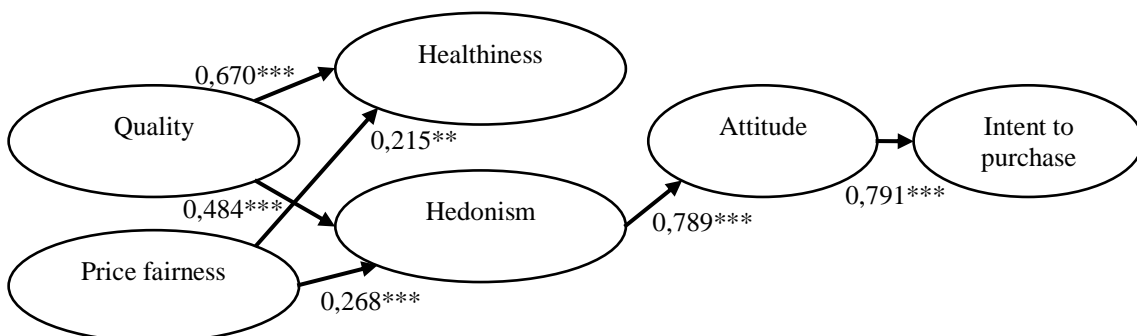 Healthiness
0,670***
Quality
Attitude
Intent to
purchase
0,215**
0,484***
Hedonism
0,789***
0,791***
Price fairness
0,268***